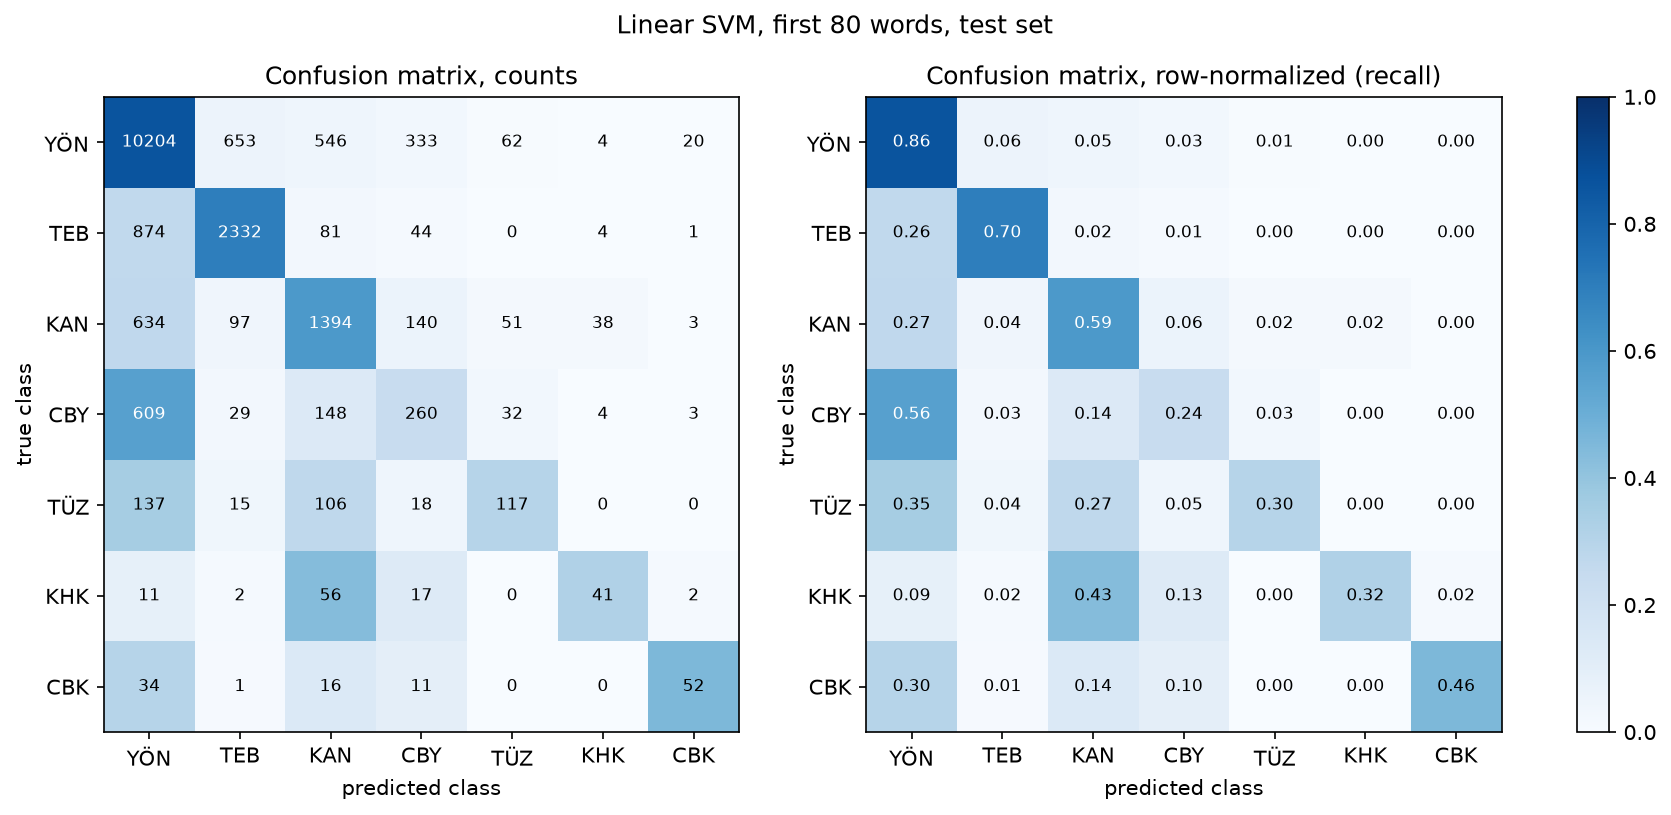 Linear SVM, first 80 words, test set
Confusion matrix, counts
true class
YÖN 10204 653 546 333 62 4 20
TEB 874 2332 81 44 0 4 1
KAN 634 97 1394 140 51 38 3
CBY 609 29 148 260 32 4 3
TÜZ 137 15 106 18 117 0 0
KHK 11 2 56 17 0 41 2
CBK 34 1 16 11 0 0 52
YÖN TEB KAN CBY TÜZ KHK CBK
predicted class
Confusion matrix, row-normalized (recall)
true class
YÖN 0.86 0.06 0.05 0.03 0.01 0.00 0.00
TEB 0.26 0.70 0.02 0.01 0.00 0.00 0.00
KAN 0.27 0.04 0.59 0.06 0.02 0.02 0.00
CBY 0.56 0.03 0.14 0.24 0.03 0.00 0.00
TÜZ 0.35 0.04 0.27 0.05 0.30 0.00 0.00
KHK 0.09 0.02 0.43 0.13 0.00 0.32 0.02
CBK 0.30 0.01 0.14 0.10 0.00 0.00 0.46
YÖN TEB KAN CBY TÜZ KHK CBK
predicted class
1.0
0.8
0.6
0.4
0.2
0.0